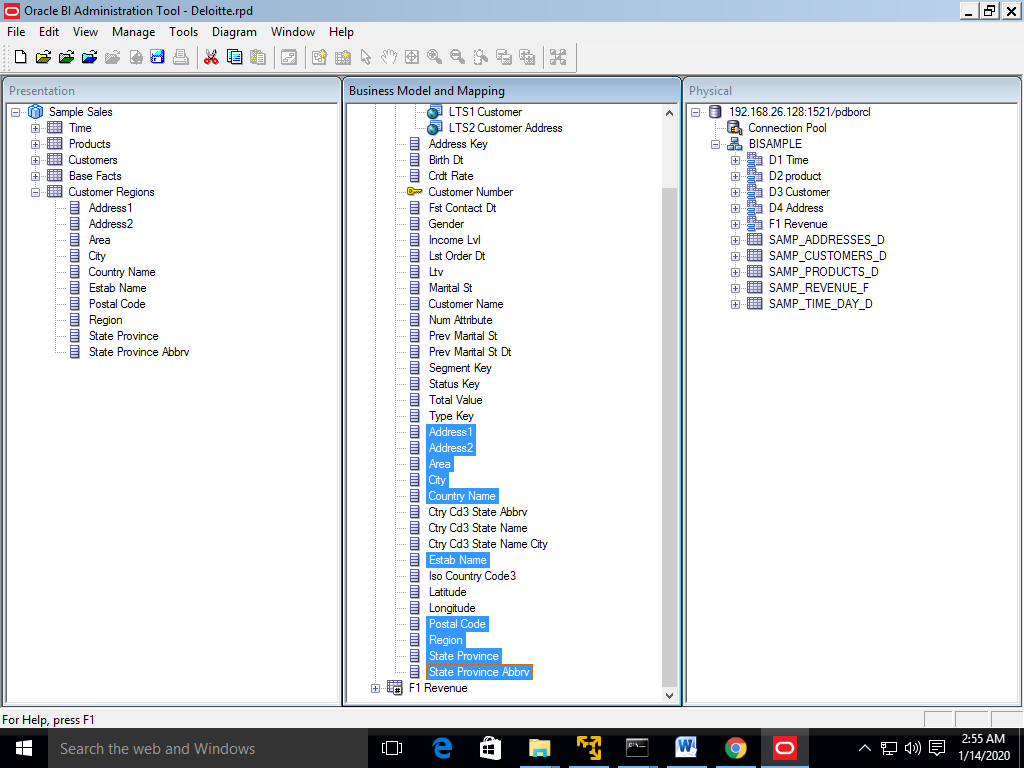 Oracle BI Administration Tool - Deloitte.rpd
File Edit View Manage Tools Diagram Window Help
Presentation
Sample Sales
Time
Products
Customers
Base Facts
Customer Regions
Address1
Address2
Area
City
Country Name
Estab Name
Postal Code
Region
State Province
State Province Abbrv
Business Model and Mapping
LTS1 Customer
LTS2 Customer Address
Address Key
Birth Dt
Crdt Rate
Customer Number
Fst Contact Dt
Gender
Income Lvl
Lst Order Dt
Ltv
Marital St
Customer Name
Num Attribute
Prev Marital St
Prev Marital St Dt
Segment Key
Status Key
Total Value
Type Key
Address1
Address2
Area
City
Country Name
Ctry Cd3 State Abbrv
Ctry Cd3 State Name
Ctry Cd3 State Name City
Estab Name
Iso Country Code3
Latitude
Longitude
Postal Code
Region
State Province
State Province Abbrv
F1 Revenue
Physical
192.168.26.128:1521/pdborcl
Connection Pool
BISAMPLE
D1 Time
D2 product
D3 Customer
D4 Address
F1 Revenue
SAMP_ADDRESSES_D
SAMP_CUSTOMERS_D
SAMP_PRODUCTS_D
SAMP_REVENUE_F
SAMP_TIME_DAY_D
For Help, press F1
Search the web and Windows
2:55 AM
1/14/2020